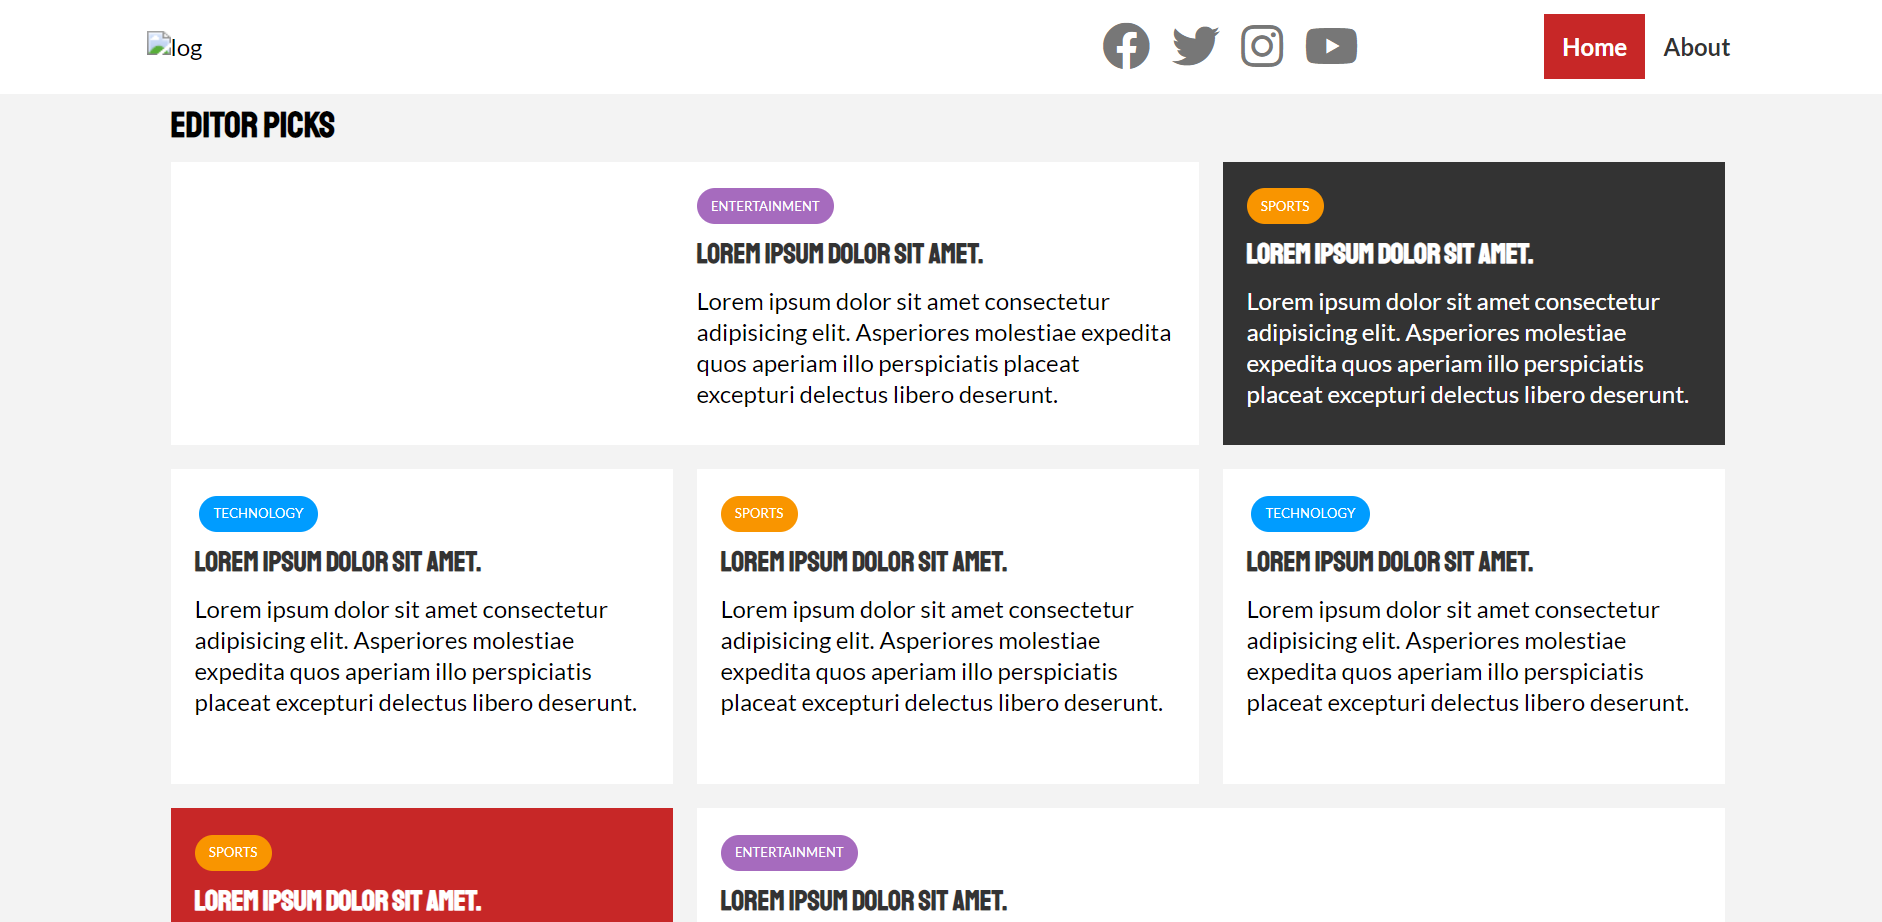 log
Home
About
EDITOR PICKS
ENTERTAINMENT
LOREM IPSUM DOLOR SIT AMET.
Lorem ipsum dolor sit amet consectetur
adipisicing elit. Asperiores molestiae expedita
quos aperiam illo perspiciatis placeat
excepturi delectus libero deserunt.
SPORTS
LOREM IPSUM DOLOR SIT AMET.
Lorem ipsum dolor sit amet consectetur
adipisicing elit. Asperiores molestiae
expedita quos aperiam illo perspiciatis
placeat excepturi delectus libero deserunt.
TECHNOLOGY
LOREM IPSUM DOLOR SIT AMET.
Lorem ipsum dolor sit amet consectetur
adipisicing elit. Asperiores molestiae
expedita quos aperiam illo perspiciatis
placeat excepturi delectus libero deserunt.
SPORTS
LOREM IPSUM DOLOR SIT AMET.
Lorem ipsum dolor sit amet consectetur
adipisicing elit. Asperiores molestiae
expedita quos aperiam illo perspiciatis
placeat excepturi delectus libero deserunt.
TECHNOLOGY
LOREM IPSUM DOLOR SIT AMET.
Lorem ipsum dolor sit amet consectetur
adipisicing elit. Asperiores molestiae
expedita quos aperiam illo perspiciatis
placeat excepturi delectus libero deserunt.
SPORTS
LOREM IPSUM DOLOR SIT AMET.
ENTERTAINMENT
LOREM IPSUM DOLOR SIT AMET.